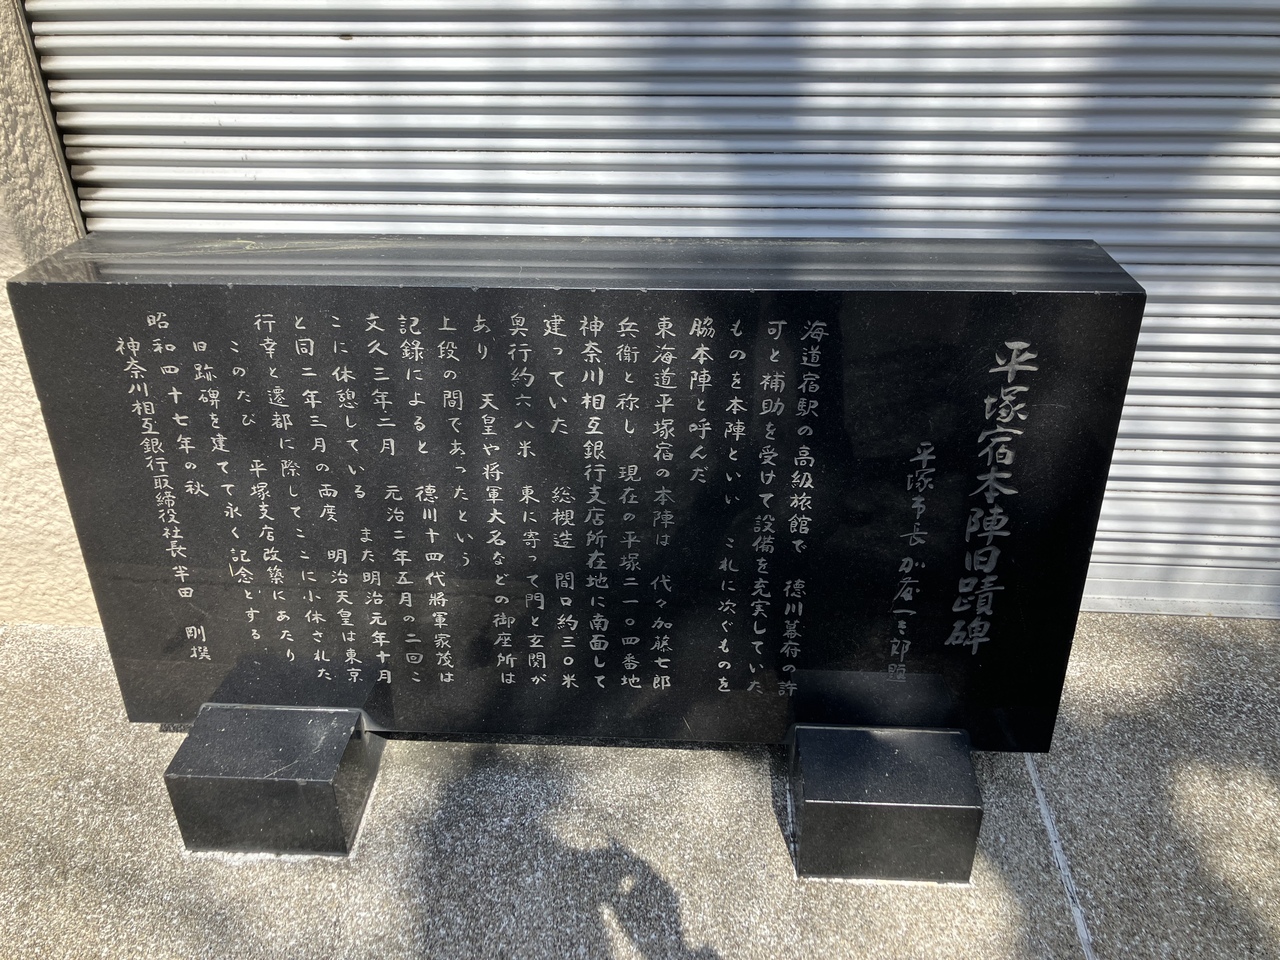 平塚宿本陣旧蹟碑
平塚市長 加藤一太郎題
海道宿駅の高級旅館で 徳川幕府の許
可と補助を受けて設備を充実していた
ものを本陣といい これに次ぐものを
脇本陣と呼んだ
東海道平塚宿の本陣は 代々加藤七郎
兵衛と称し 現在の平塚二一〇四番地
神奈川相互銀行支店所在地に南面して
建っていた 総槻造 間口約三〇米
奥行約六八米 東に寄って門と玄関が
あり 天皇や将軍大名などの御座所は
上段の間であったという
記録によると 徳川十四代將軍家茂は
文久三年二月 元治二年五月の二回こ
こに休憩している また明治元年十月
と同二年三月の両度 明治天皇は東京
行幸と遷都に際してここに小休された
このたび 平塚支店改築にあたり
旧跡碑を建てて永く記念とする
昭和四十七年の秋
神奈川相互銀行取締役社長半田 剛撰